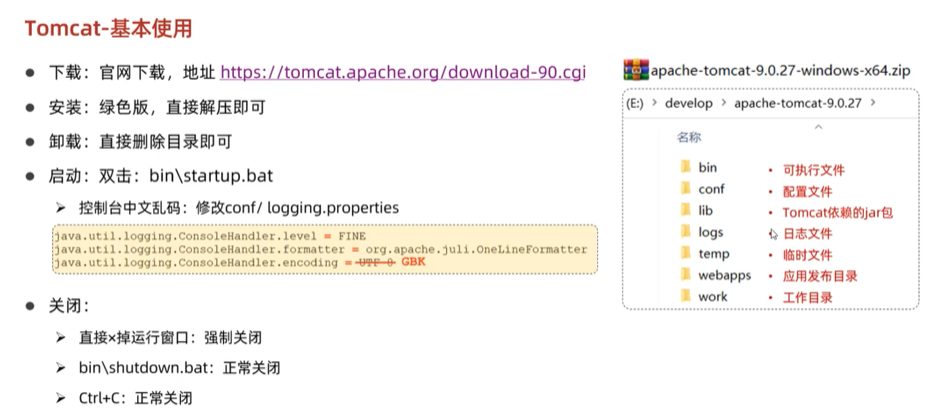 Tomcat-基本使用
● 下载：官网下载，地址 https://tomcat.apache.org/download-90.cgi
● 安装：绿色版，直接解压即可
● 卸载：直接删除目录即可
● 启动：双击：bin\startup.bat
➢ 控制台中文乱码：修改conf/ logging.properties
java.util.logging.ConsoleHandler.level = FINE
java.util.logging.ConsoleHandler.formatter = org.apache.juli.OneLineFormatter
java.util.logging.ConsoleHandler.encoding = UTF-8 GBK
● 关闭：
➢ 直接×掉运行窗口：强制关闭
➢ bin\shutdown.bat：正常关闭
➢ Ctrl+C：正常关闭
apache-tomcat-9.0.27-windows-x64.zip
(E:) > develop > apache-tomcat-9.0.27 >
名称
bin • 可执行文件
conf • 配置文件
lib • Tomcat依赖的jar包
logs • 日志文件
temp • 临时文件
webapps • 应用发布目录
work • 工作目录